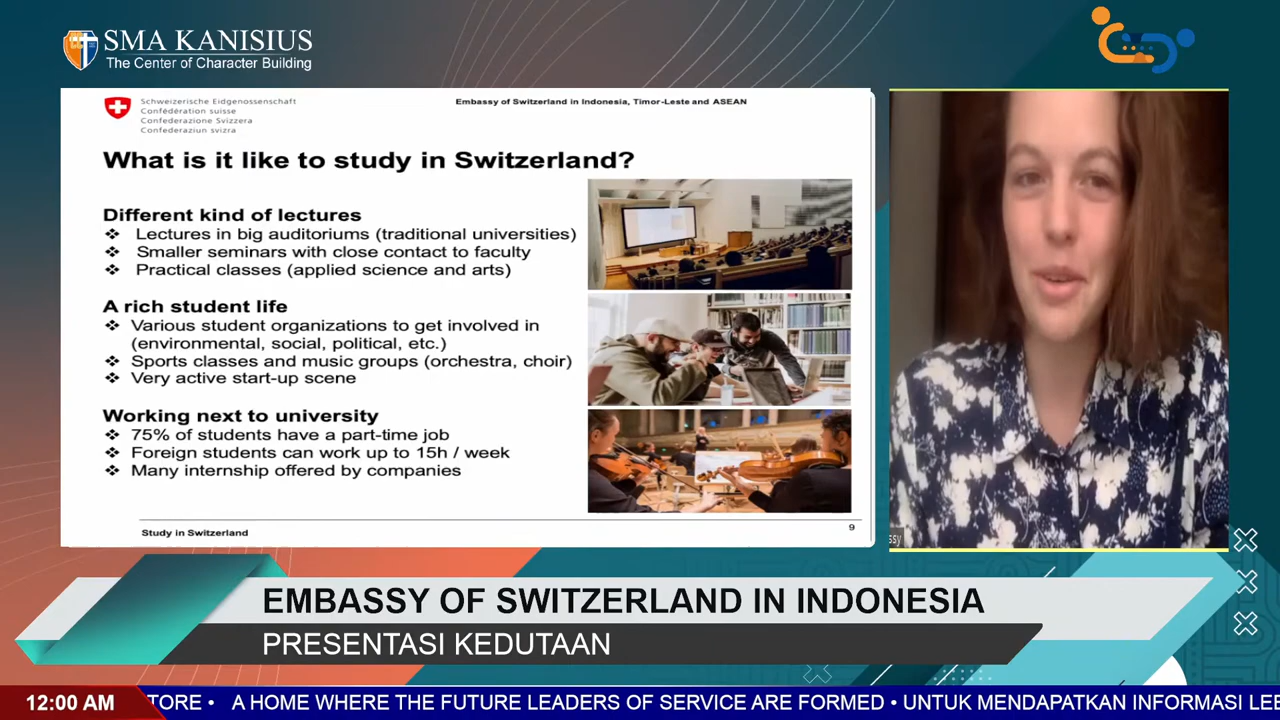 SMA KANISIUS
The Center of Character Building
Schweizerische Eidgenossenschaft
Confédération suisse
Confederazione Svizzera
Confederaziun svizra
Embassy of Switzerland in Indonesia, Timor-Leste and ASEAN
What is it like to study in Switzerland?
Different kind of lectures
❖ Lectures in big auditoriums (traditional universities)
❖ Smaller seminars with close contact to faculty
❖ Practical classes (applied science and arts)
A rich student life
❖ Various student organizations to get involved in
(environmental, social, political, etc.)
❖ Sports classes and music groups (orchestra, choir)
❖ Very active start-up scene
Working next to university
❖ 75% of students have a part-time job
❖ Foreign students can work up to 15h / week
❖ Many internship offered by companies
Study in Switzerland
9
ssy
EMBASSY OF SWITZERLAND IN INDONESIA
PRESENTASI KEDUTAAN
12:00 AM
TORE • A HOME WHERE THE FUTURE LEADERS OF SERVICE ARE FORMED • UNTUK MENDAPATKAN INFORMASI LE